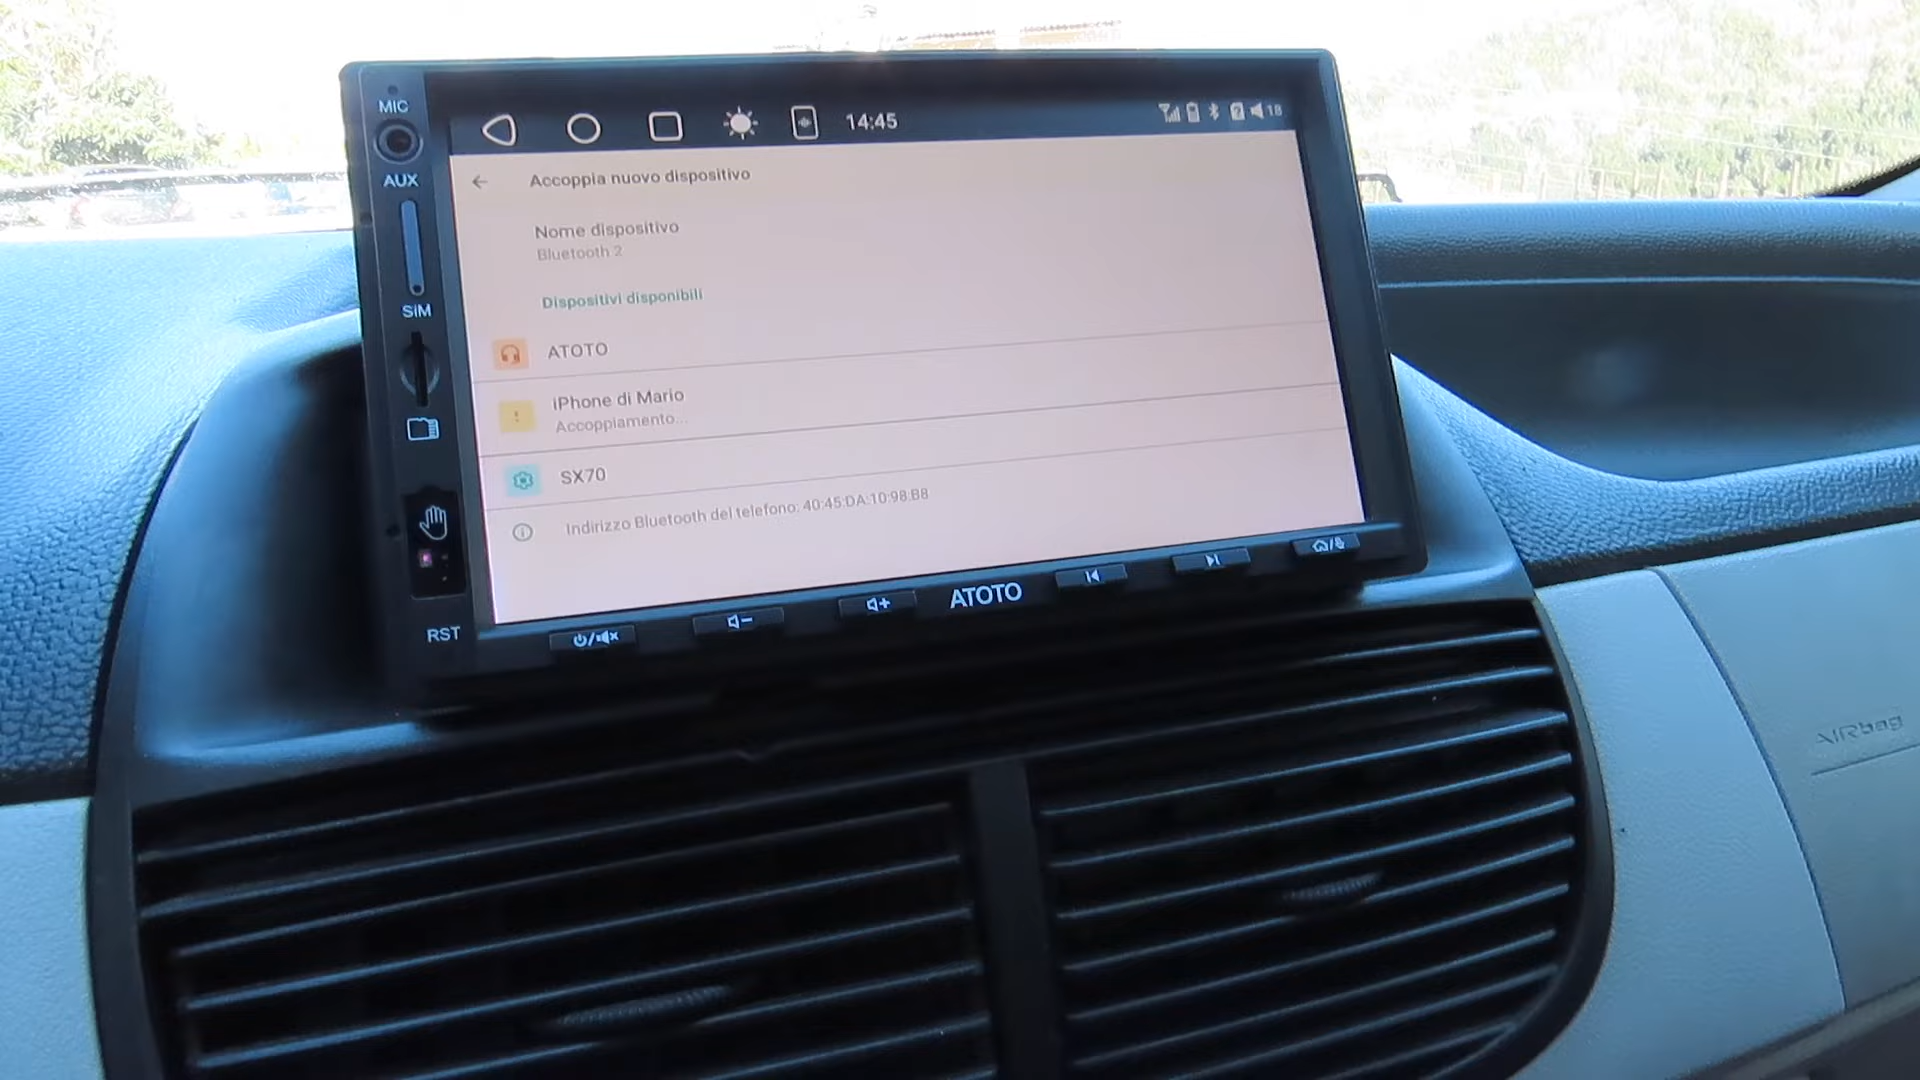 MIC
14:45
18
AUX
Accoppia nuovo dispositivo
Nome dispositivo
Bluetooth 2
Dispositivi disponibili
SIM
ATOTO
iPhone di Mario
Accoppiamento...
SX70
Indirizzo Bluetooth del telefono: 40:45:DA:10:98:B8
ATOTO
RST
AIRbag